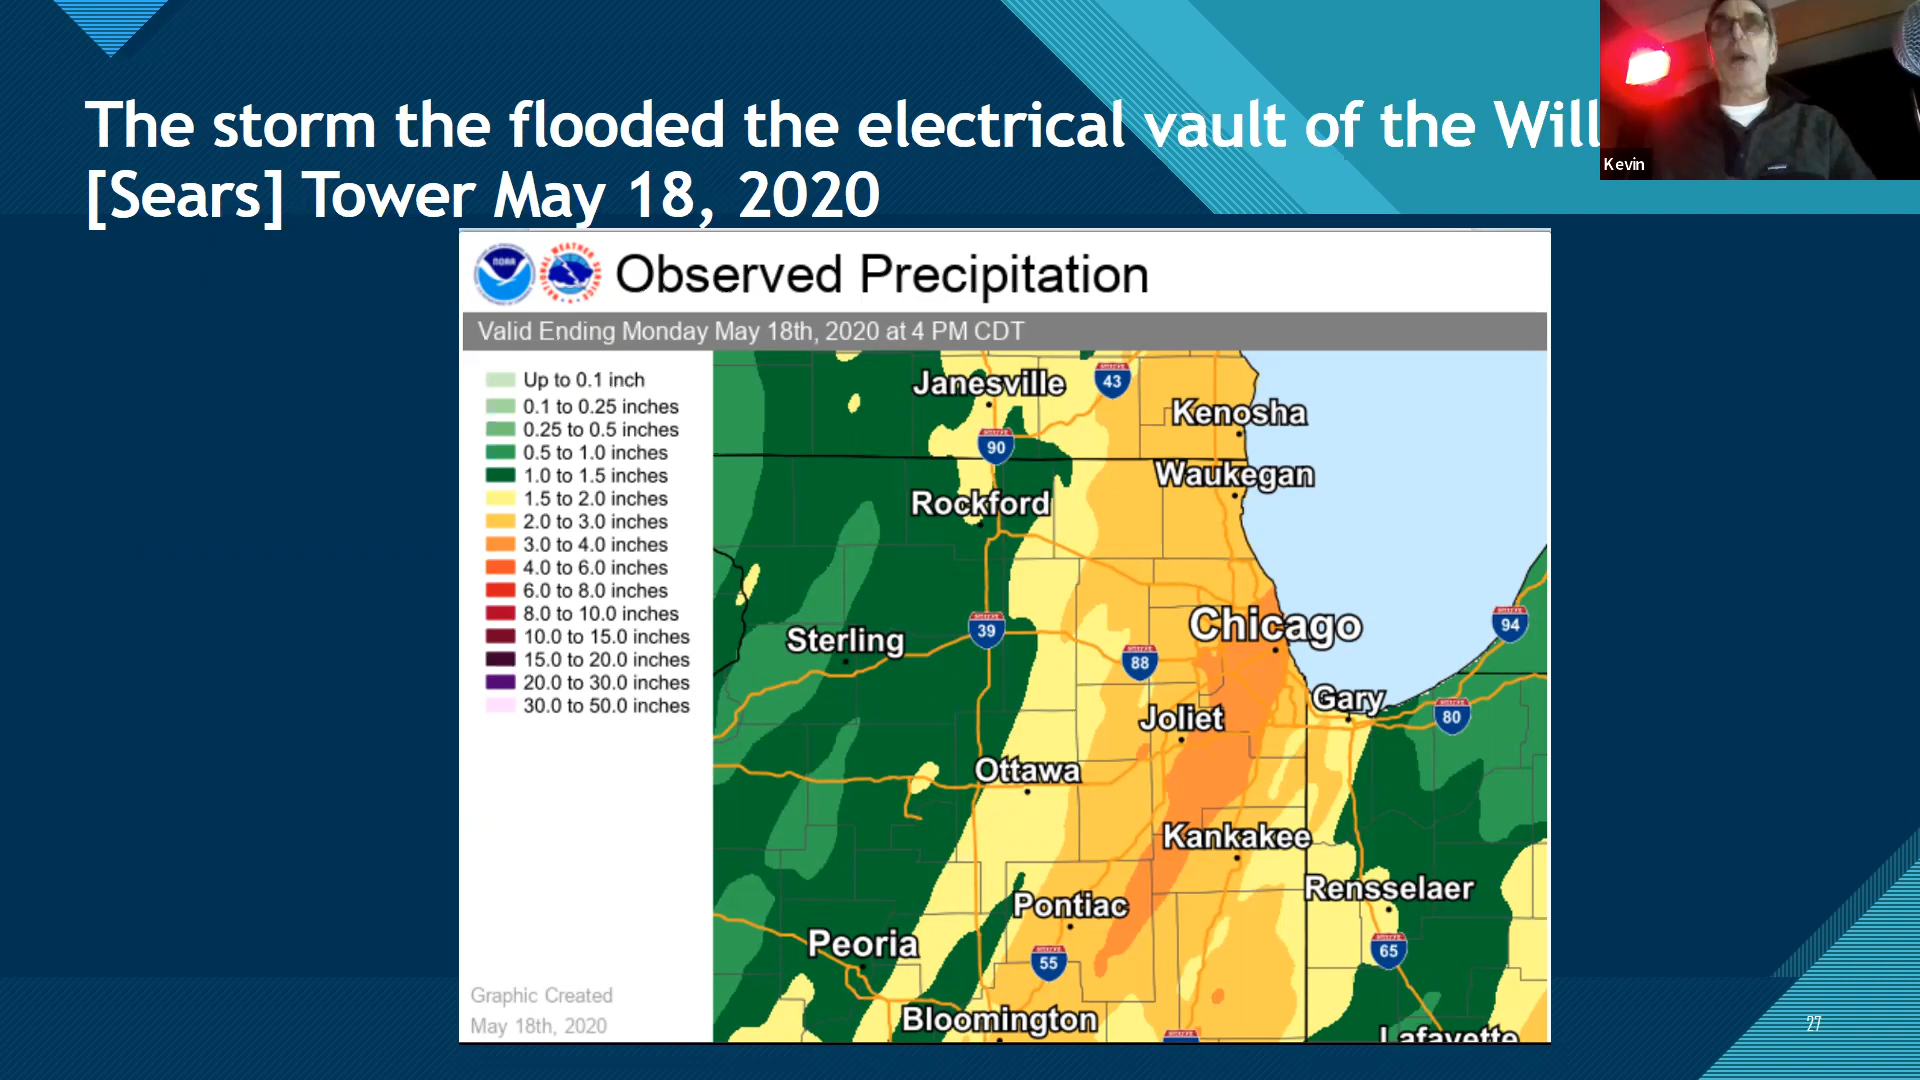 The storm the flooded the electrical vault of the Will
[Sears] Tower May 18, 2020
Kevin
NOAA
NATIONAL WEATHER SERVICE
Observed Precipitation
Valid Ending Monday May 18th, 2020 at 4 PM CDT
Up to 0.1 inch
0.1 to 0.25 inches
0.25 to 0.5 inches
0.5 to 1.0 inches
1.0 to 1.5 inches
1.5 to 2.0 inches
2.0 to 3.0 inches
3.0 to 4.0 inches
4.0 to 6.0 inches
6.0 to 8.0 inches
8.0 to 10.0 inches
10.0 to 15.0 inches
15.0 to 20.0 inches
20.0 to 30.0 inches
30.0 to 50.0 inches
Graphic Created
May 18th, 2020
Janesville
43
Kenosha
90
Waukegan
Rockford
Chicago
94
39
Sterling
88
Gary
Joliet
80
Ottawa
Kankakee
Rensselaer
Pontiac
Peoria
65
55
Bloomington
Lafayette
27